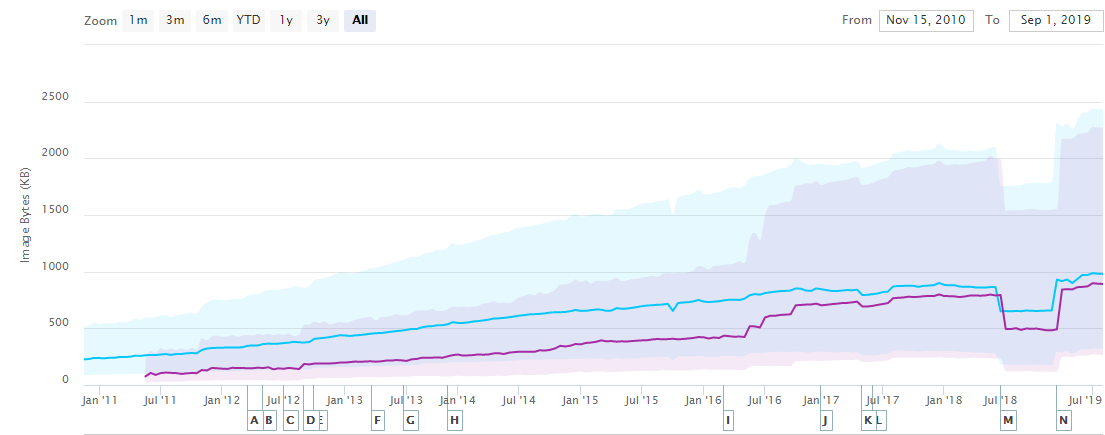 Zoom 1m 3m 6m YTD 1y 3y All From Nov 15, 2010 To Sep 1, 2019
Image Bytes (KB)
2500
2000
1500
1000
500
0
Jan '11 Jul '11 Jan '12 Jul '12 Jan '13 Jul '13 Jan '14 Jul '14 Jan '15 Jul '15 Jan '16 Jul '16 Jan '17 Jul '17 Jan '18 Jul '18 Jul '19
A B C D E F G H I J K L M N